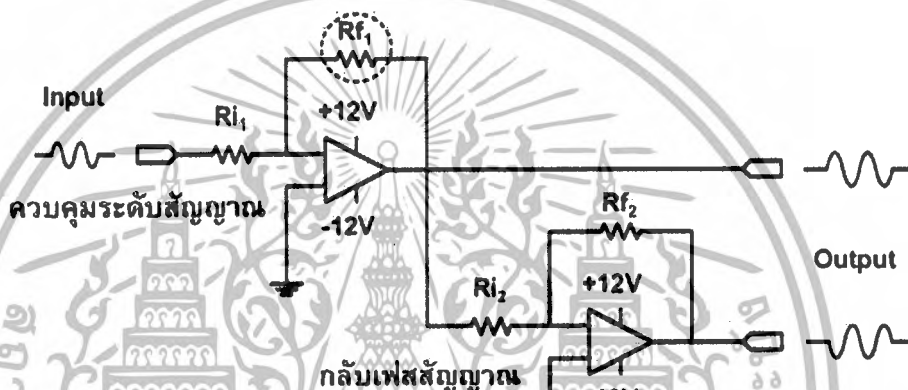 Rf₁
Input
Ri₁
+12V
ควบคุมระดับสัญญาณ
-12V
Rf₂
Output
Ri₂
+12V
กลับเฟสสัญญาณ